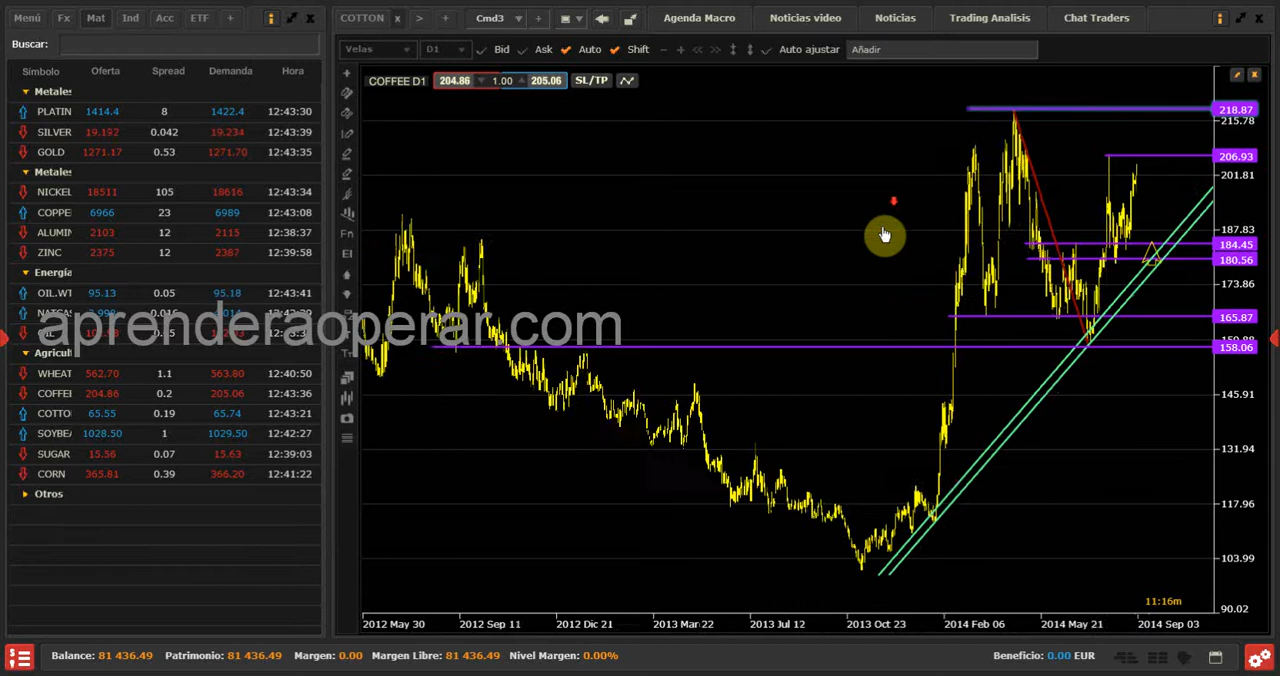 Menú Fx Mat Ind Acc ETF +
Buscar:
Símbolo Oferta Spread Demanda Hora
Metales
PLATIN 1414.4 8 1422.4 12:43:30
SILVER 19.192 0.042 19.234 12:43:39
GOLD 1271.17 0.53 1271.70 12:43:35
Metales
NICKEL 18511 105 18616 12:43:34
COPPE 6966 23 6989 12:43:08
ALUMIN 2103 12 2115 12:38:37
ZINC 2375 12 2387 12:39:58
Energía
OIL.WT 95.13 0.05 95.18 12:43:41
aprenderaoperar.com
Agricul
WHEAT 562.70 1.1 563.80 12:40:50
COFFEI 204.86 0.2 205.06 12:43:36
COTTO 65.55 0.19 65.74 12:43:21
SOYBEA 1028.50 1 1029.50 12:42:27
SUGAR 15.56 0.07 15.63 12:39:03
CORN 365.81 0.39 366.20 12:41:22
Otros
COTTON x > + Cmd3 + Agenda Macro Noticias video Noticias Trading Analisis Chat Traders
Velas D1 Bid Ask Auto Shift Auto ajustar Añadir
COFFEE D1 204.86 1.00 205.06 SL/TP
Fn
EI
218.87
215.78
206.93
201.81
187.83
184.45
180.56
173.86
165.87
158.06
145.91
131.94
117.96
103.99
90.02
11:16m
2012 May 30 2012 Sep 11 2012 Dic 21 2013 Mar 22 2013 Jul 12 2013 Oct 23 2014 Feb 06 2014 May 21 2014 Sep 03
Balance: 81 436.49 Patrimonio: 81 436.49 Margen: 0.00 Margen Libre: 81 436.49 Nivel Margen: 0.00% Beneficio: 0.00 EUR